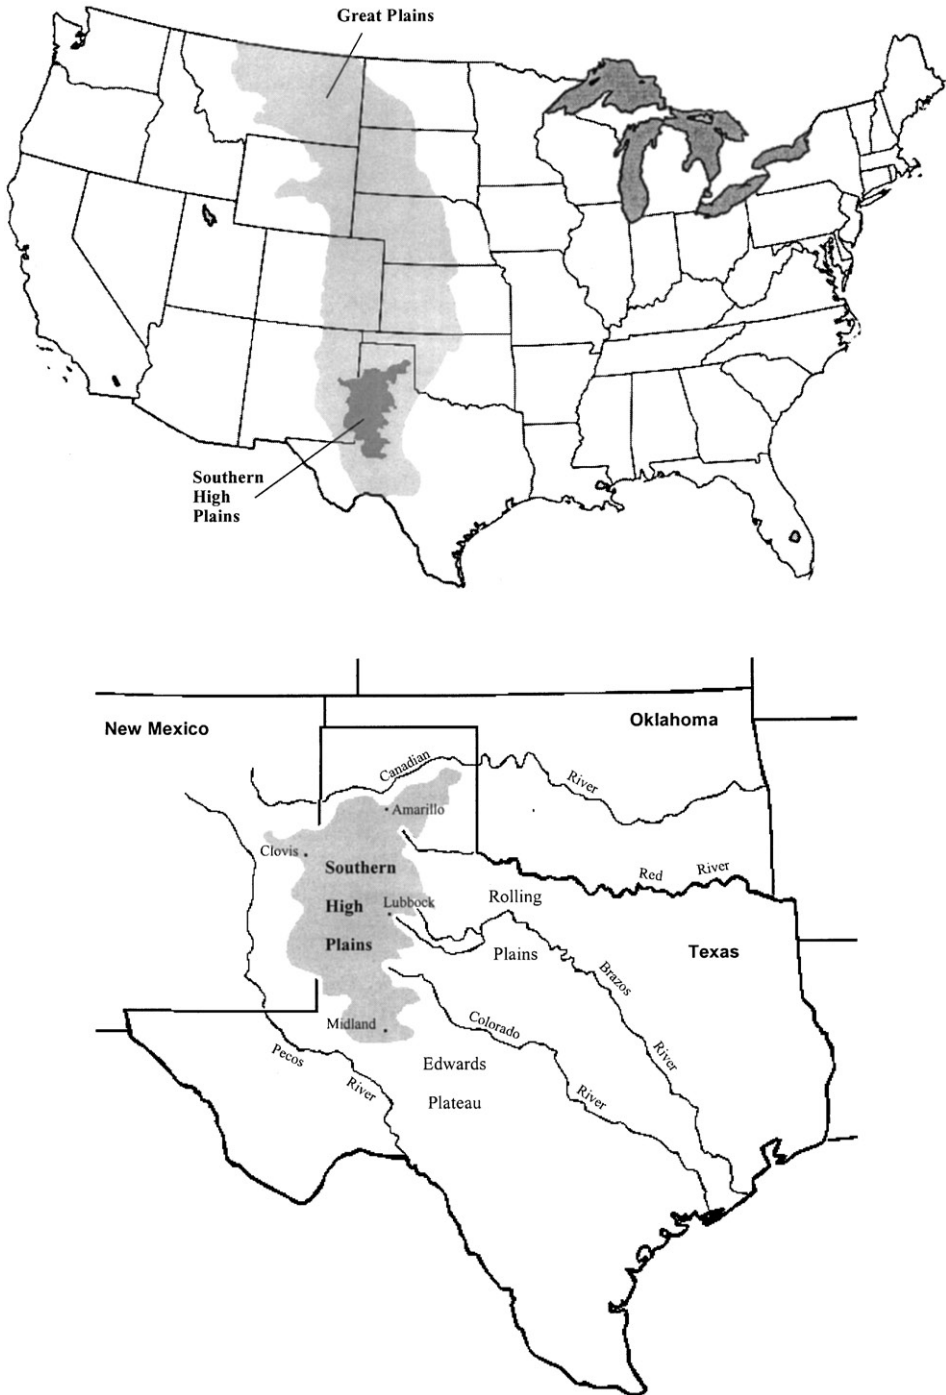 Great Plains
Southern
High
Plains
New Mexico
Oklahoma
Canadian
River
Amarillo
Clovis
Southern
High
Plains
Lubbock
Red
River
Rolling
Plains
Texas
Brazos
River
Midland
Colorado
River
Pecos
River
Edwards
Plateau